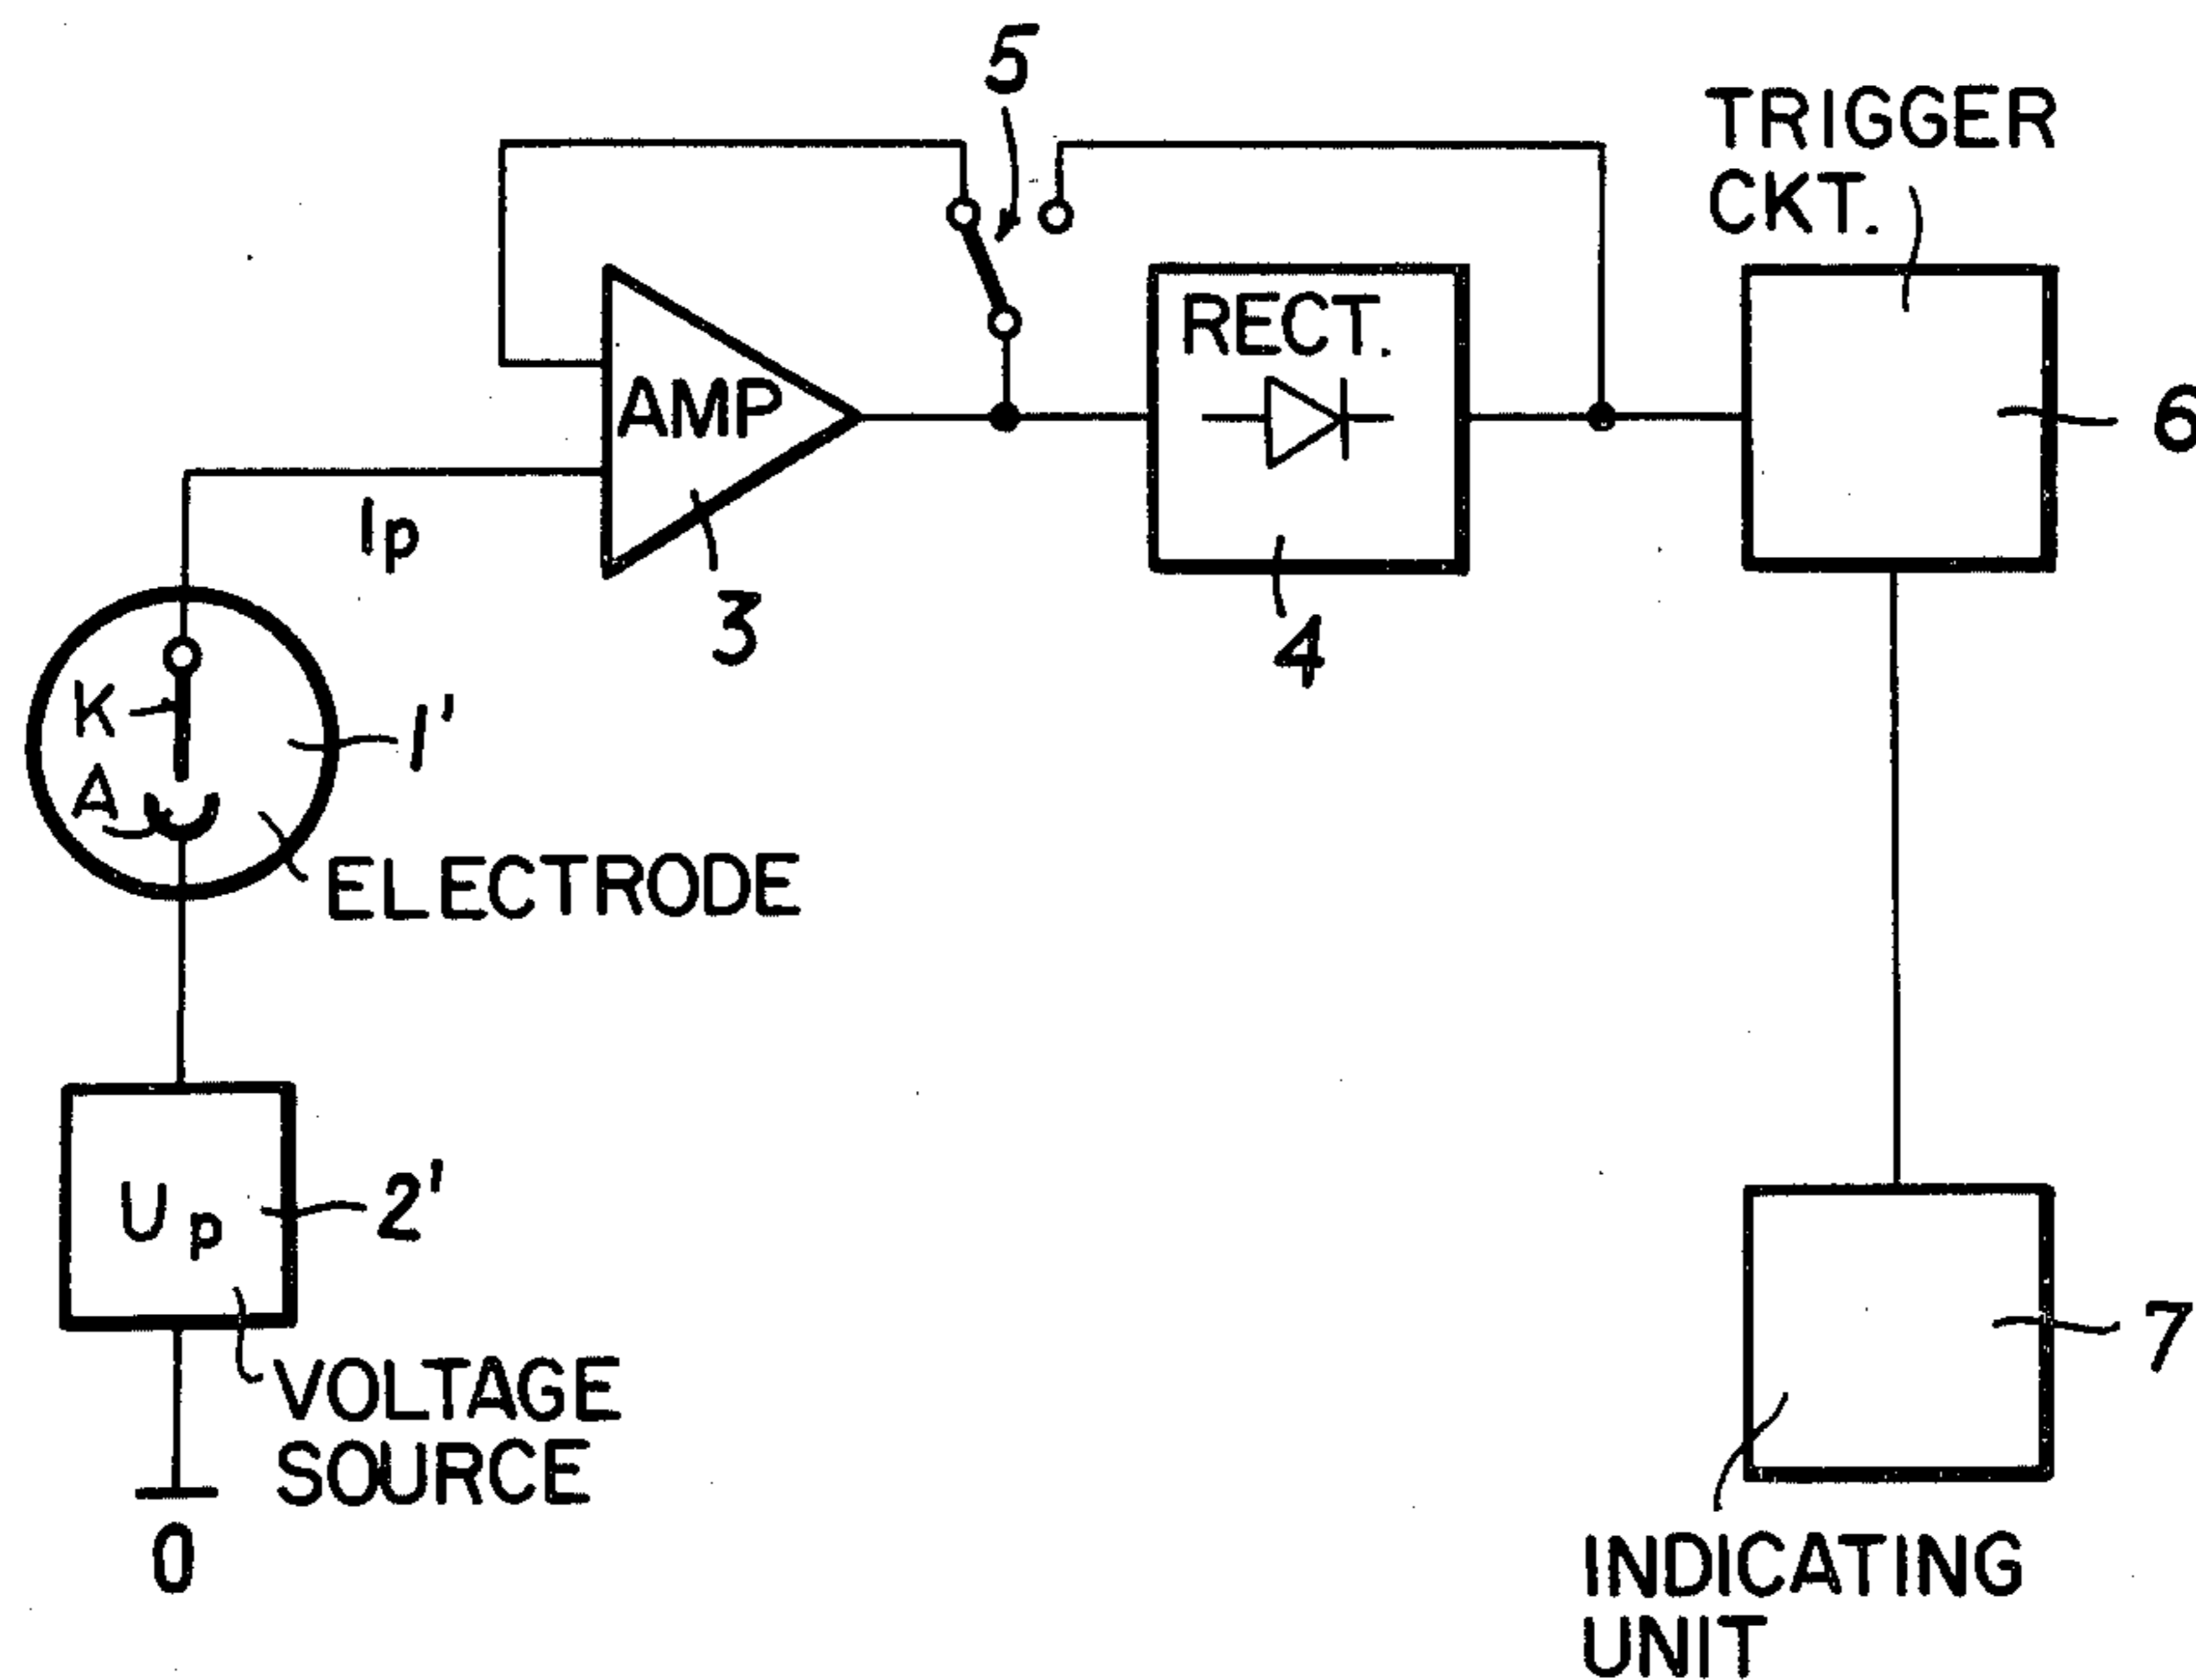 5
TRIGGER
CKT.
RECT.
AMP
6
Ip
3
4
K
1'
A
ELECTRODE
Up
2'
7
VOLTAGE
SOURCE
0
INDICATING
UNIT